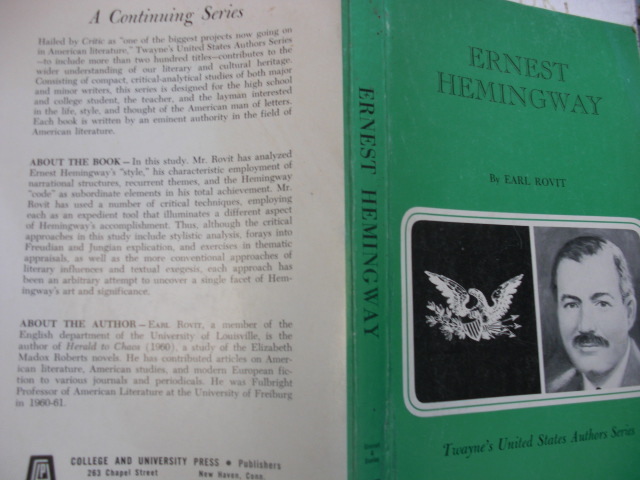 A Continuing Series
Hailed by Critic as "one of the biggest projects now going on
in American literature," Twayne's United States Authors Series
—to include more than two hundred titles—contributes to the
wider understanding of our literary and cultural heritage.
Consisting of compact, critical-analytical studies of both major
and minor writers, this series is designed for the high school
and college student, the teacher, and the layman interested
in the life, style, and thought of the American man of letters.
Each book is written by an eminent authority in the field of
American literature.
ABOUT THE BOOK — In this study, Mr. Rovit has analyzed
Ernest Hemingway's "style," his characteristic employment of
narrational structures, recurrent themes, and the Hemingway
"code" as subordinate elements in his total achievement. Mr.
Rovit has used a number of critical techniques, employing
each as an expedient tool that illuminates a different aspect
of Hemingway's accomplishment. Thus, although the critical
approaches in this study include stylistic analysis, forays into
Freudian and Jungian explication, and exercises in thematic
appraisals, as well as the more conventional approaches of
literary influences and textual exegesis, each approach has
been an arbitrary attempt to uncover a single facet of Hem-
ingway's art and significance.
ABOUT THE AUTHOR — EARL ROVIT, a member of the
English department of the University of Louisville, is the
author of Herald to Chaos (1960), a study of the Elizabeth
Madox Roberts novels. He has contributed articles on Amer-
ican literature, American studies, and modern European fic-
tion to various journals and periodicals. He was Fulbright
Professor of American Literature at the University of Freiburg
in 1960-61.
COLLEGE AND UNIVERSITY PRESS • Publishers
263 Chapel Street New Haven, Conn.
ERNEST HEMINGWAY
ERNEST
HEMINGWAY
By EARL ROVIT
Twayne's United States Authors Series